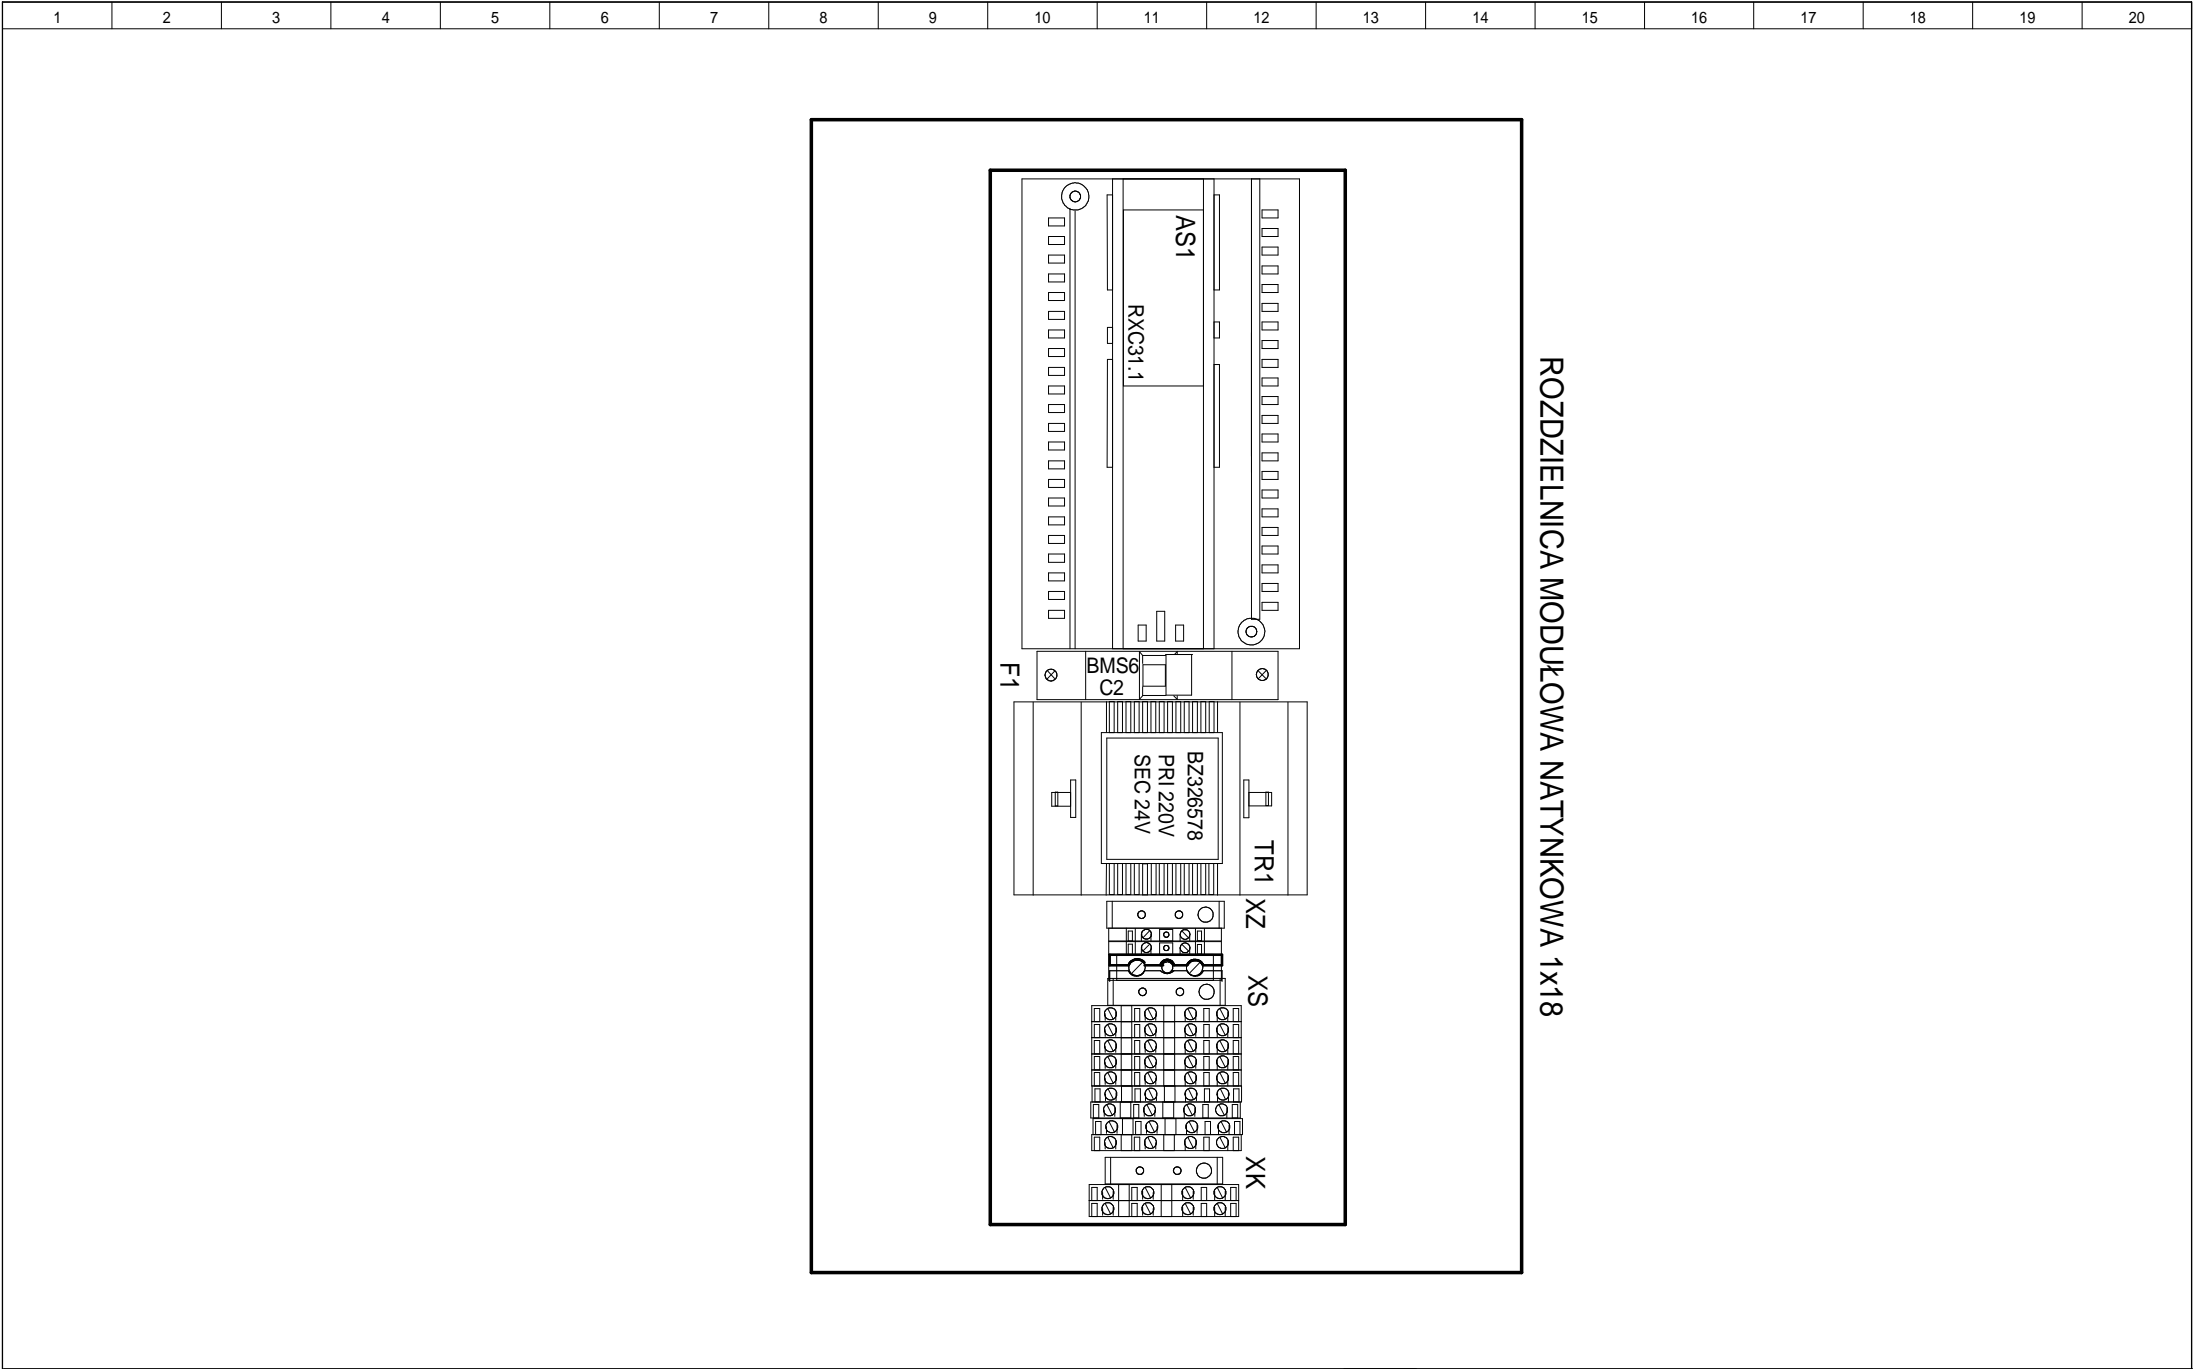 1 2 3 4 5 6 7 8 9 10 11 12 13 14 15 16 17 18 19 20
ROZDZIELNICA MODUŁOWA NATYNKOWA 1x18
AS1
RXC31.1
F1
BMS6
C2
BZ326578
PRI 220V
SEC 24V
TR1
XZ
XS
XK